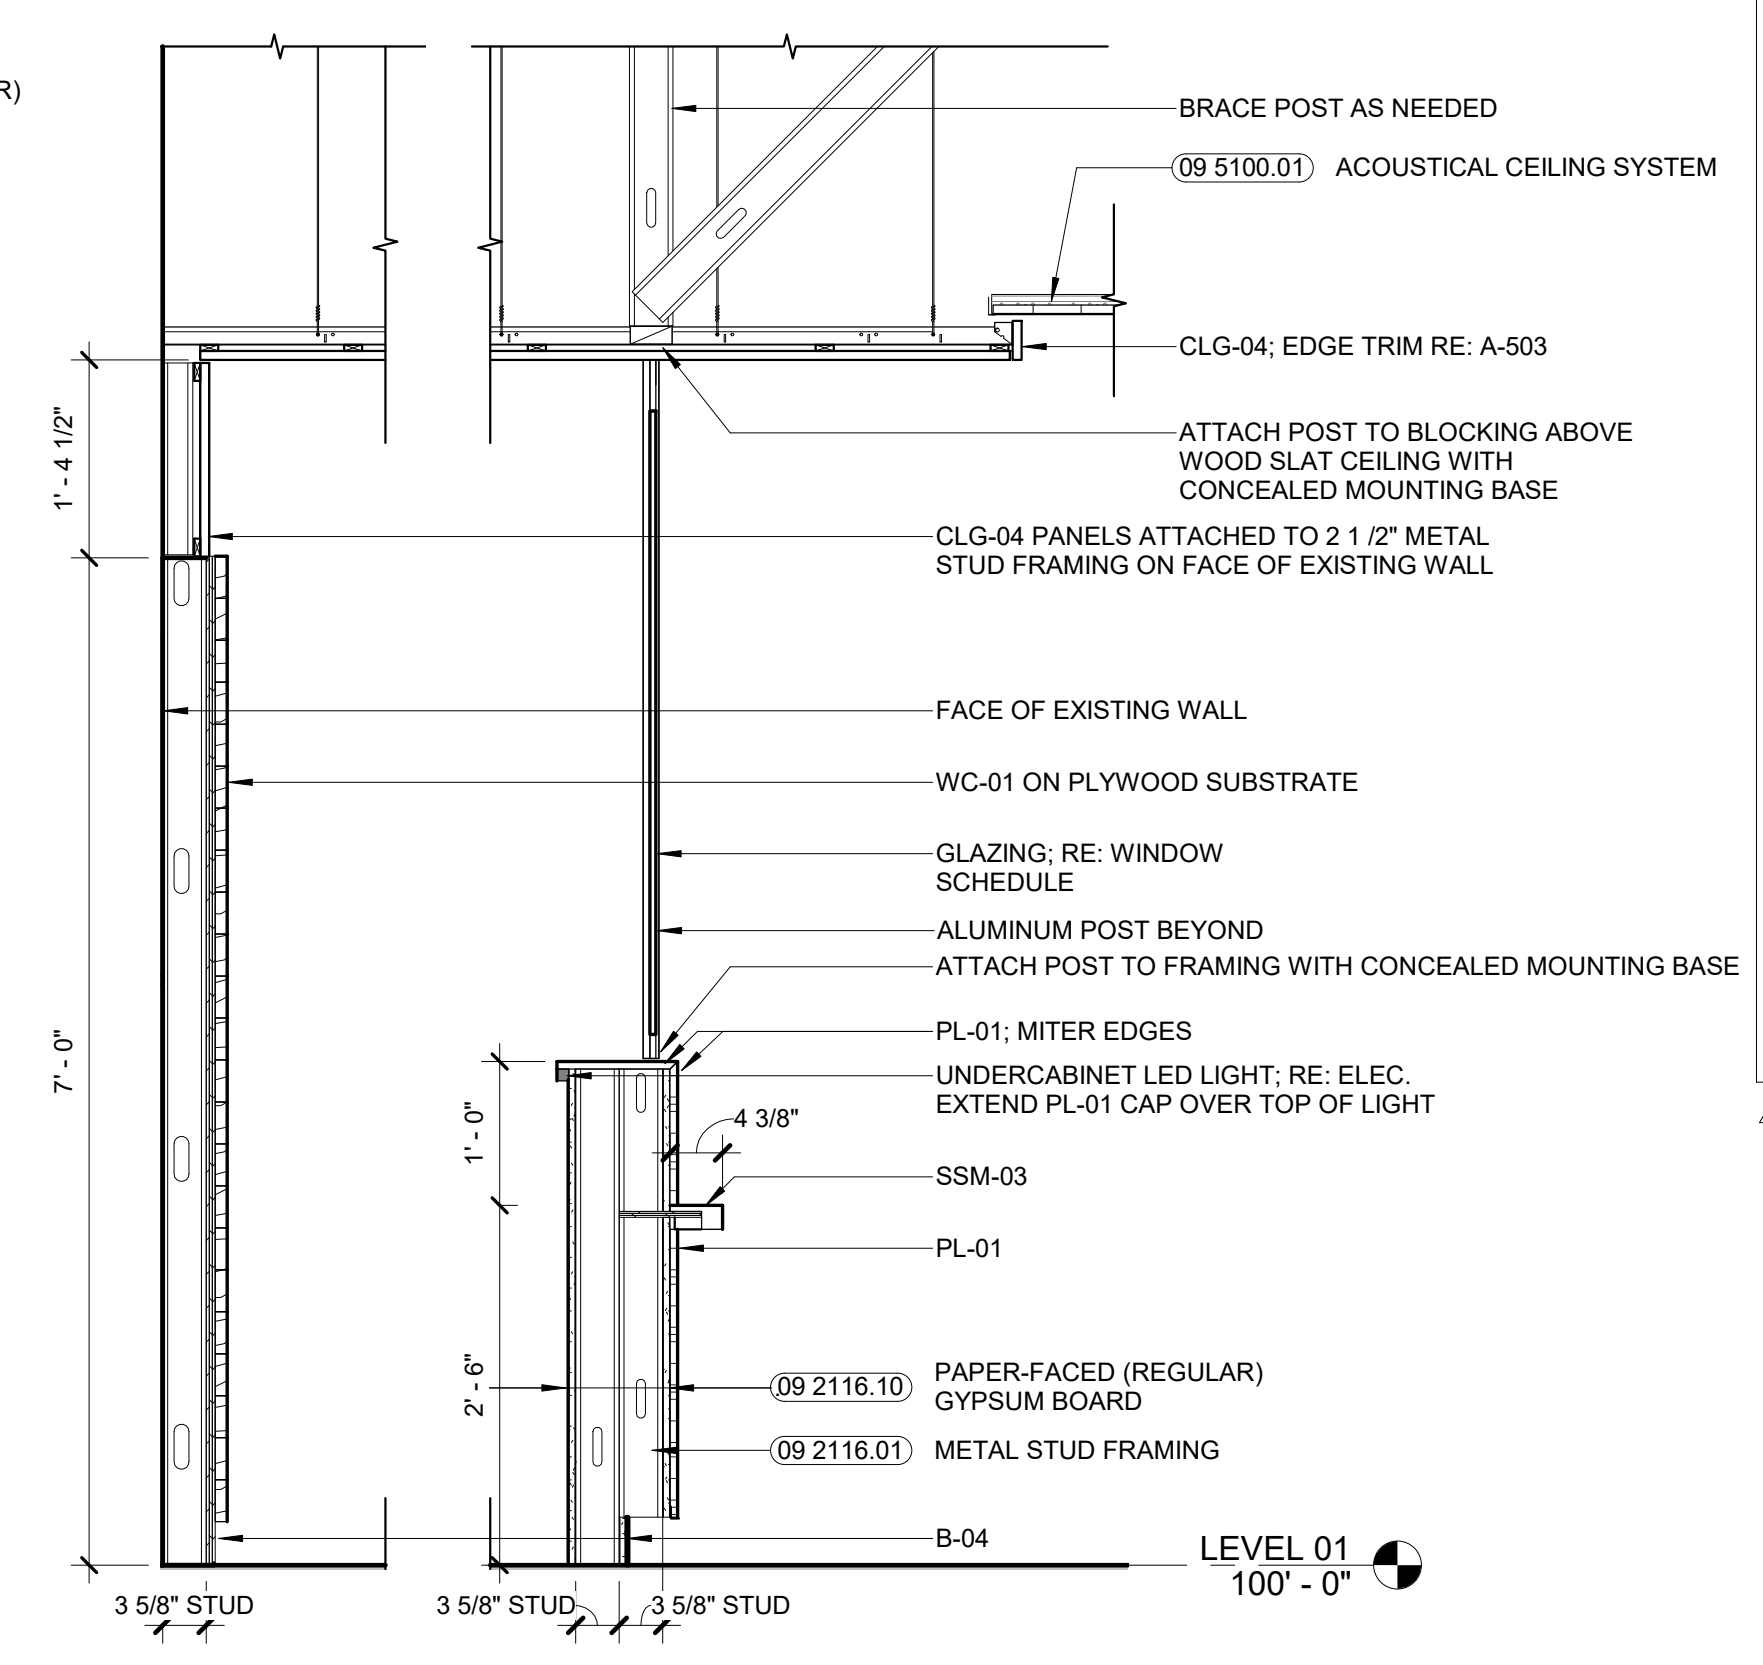 R)
BRACE POST AS NEEDED
09 5100.01 ACOUSTICAL CEILING SYSTEM
CLG-04; EDGE TRIM RE: A-503
1' - 4 1/2"
ATTACH POST TO BLOCKING ABOVE
WOOD SLAT CEILING WITH
CONCEALED MOUNTING BASE
CLG-04 PANELS ATTACHED TO 2 1 /2" METAL
STUD FRAMING ON FACE OF EXISTING WALL
FACE OF EXISTING WALL
WC-01 ON PLYWOOD SUBSTRATE
GLAZING; RE: WINDOW
SCHEDULE
ALUMINUM POST BEYOND
ATTACH POST TO FRAMING WITH CONCEALED MOUNTING BASE
PL-01; MITER EDGES
7' - 0"
UNDERCABINET LED LIGHT; RE: ELEC.
EXTEND PL-01 CAP OVER TOP OF LIGHT
1' - 0"
4 3/8"
SSM-03
PL-01
2' - 6"
09 2116.10 PAPER-FACED (REGULAR)
GYPSUM BOARD
09 2116.01 METAL STUD FRAMING
B-04
LEVEL 01
100' - 0"
3 5/8" STUD 3 5/8" STUD 3 5/8" STUD